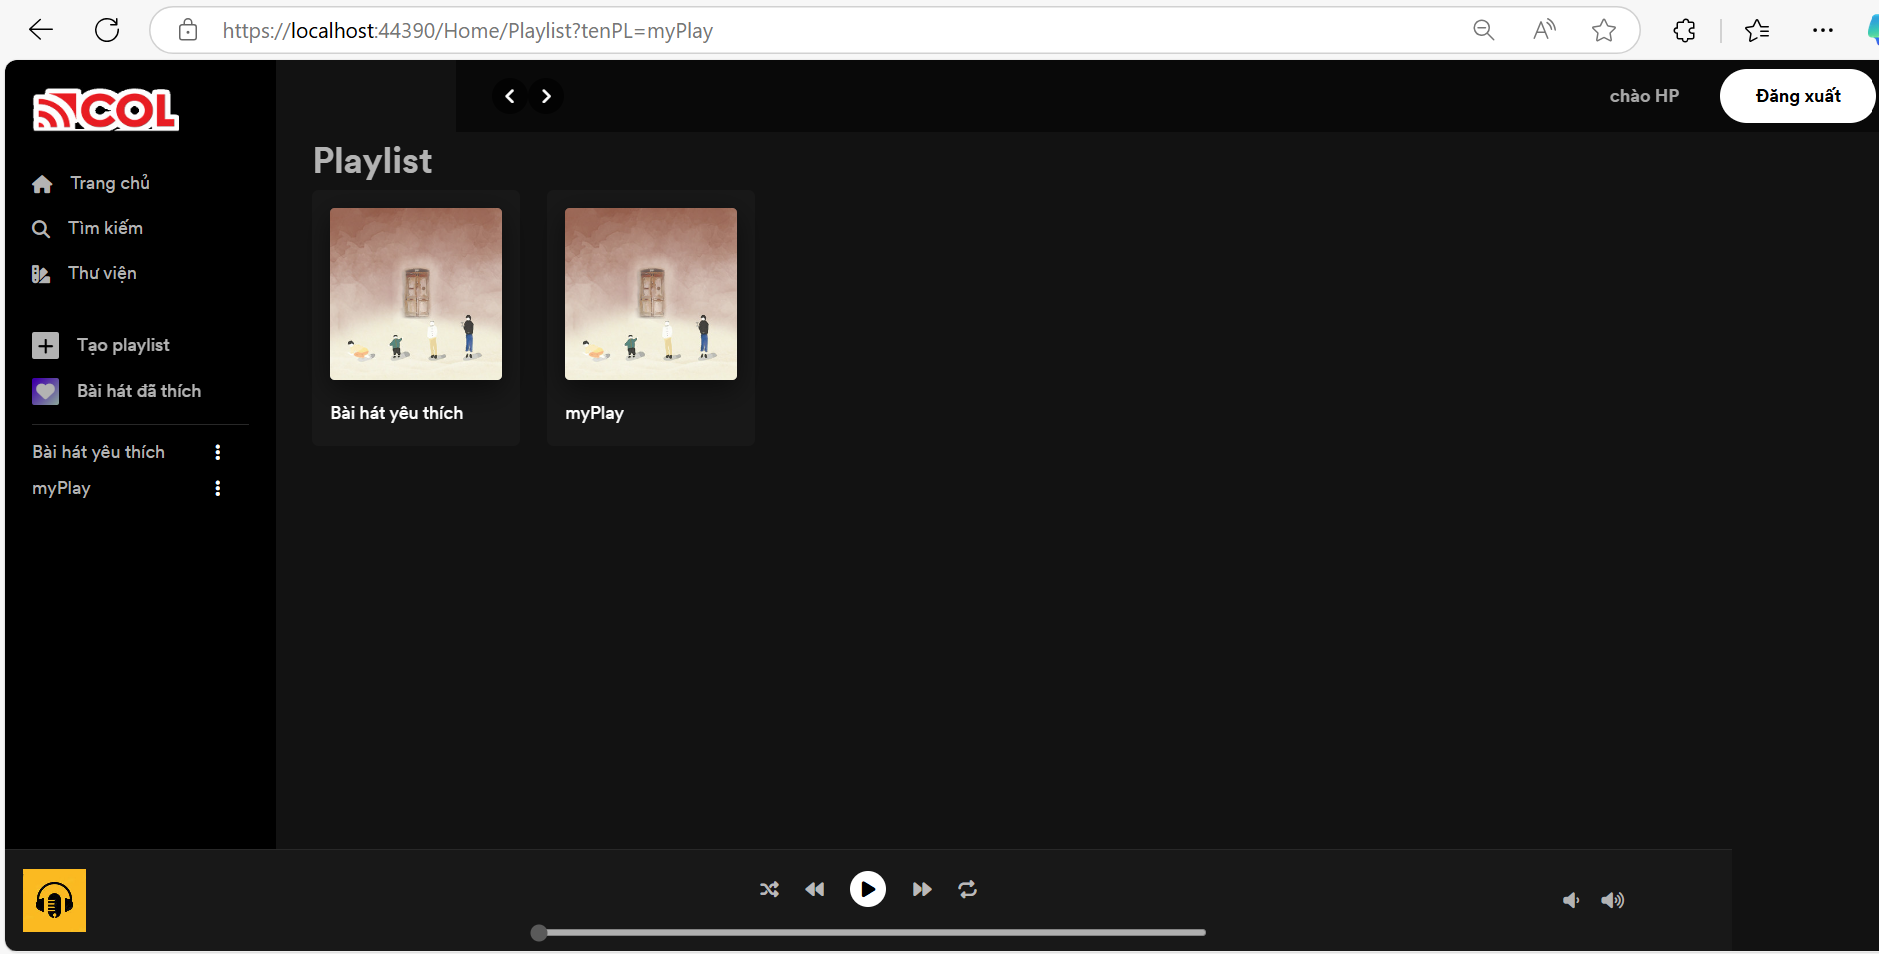 https://localhost:44390/Home/Playlist?tenPL=myPlay
COL
chào HP
Đăng xuất
Trang chủ
Tìm kiếm
Thư viện
Tạo playlist
Bài hát đã thích
Bài hát yêu thích
myPlay
Playlist
Bài hát yêu thích
myPlay